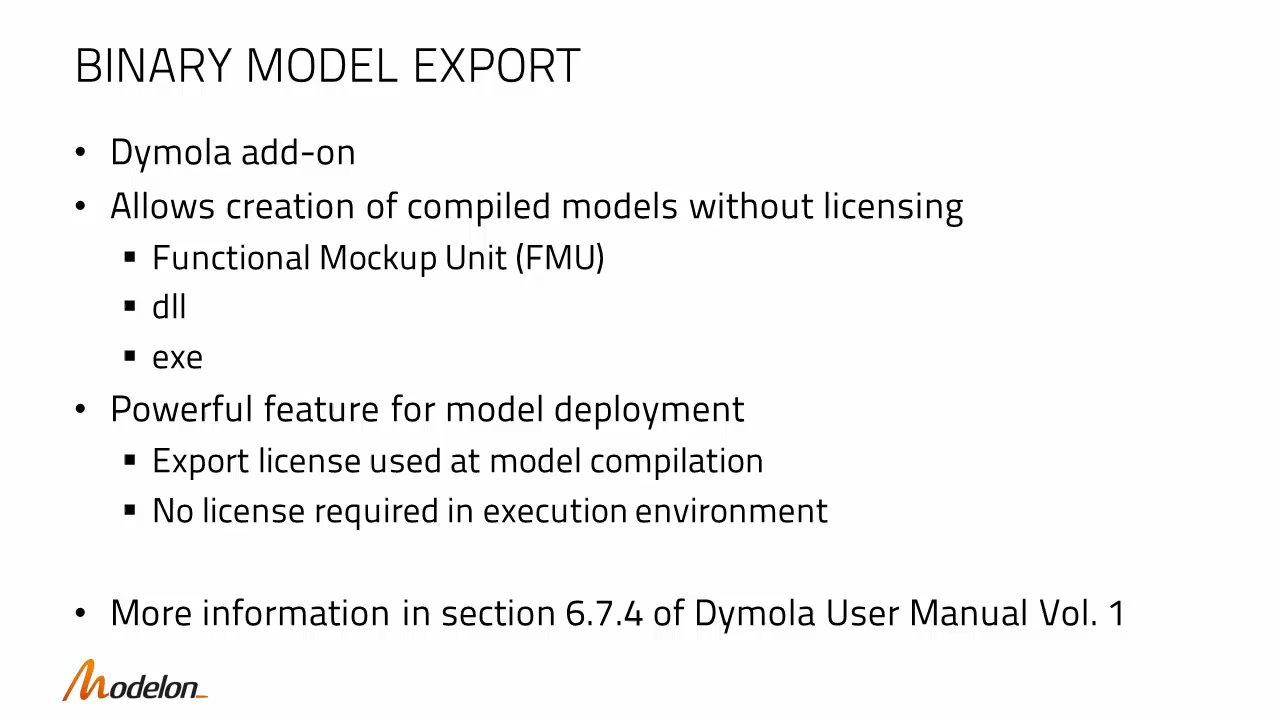 BINARY MODEL EXPORT
• Dymola add-on
• Allows creation of compiled models without licensing
▪ Functional Mockup Unit (FMU)
▪ dll
▪ exe
• Powerful feature for model deployment
▪ Export license used at model compilation
▪ No license required in execution environment
• More information in section 6.7.4 of Dymola User Manual Vol. 1
Modelon